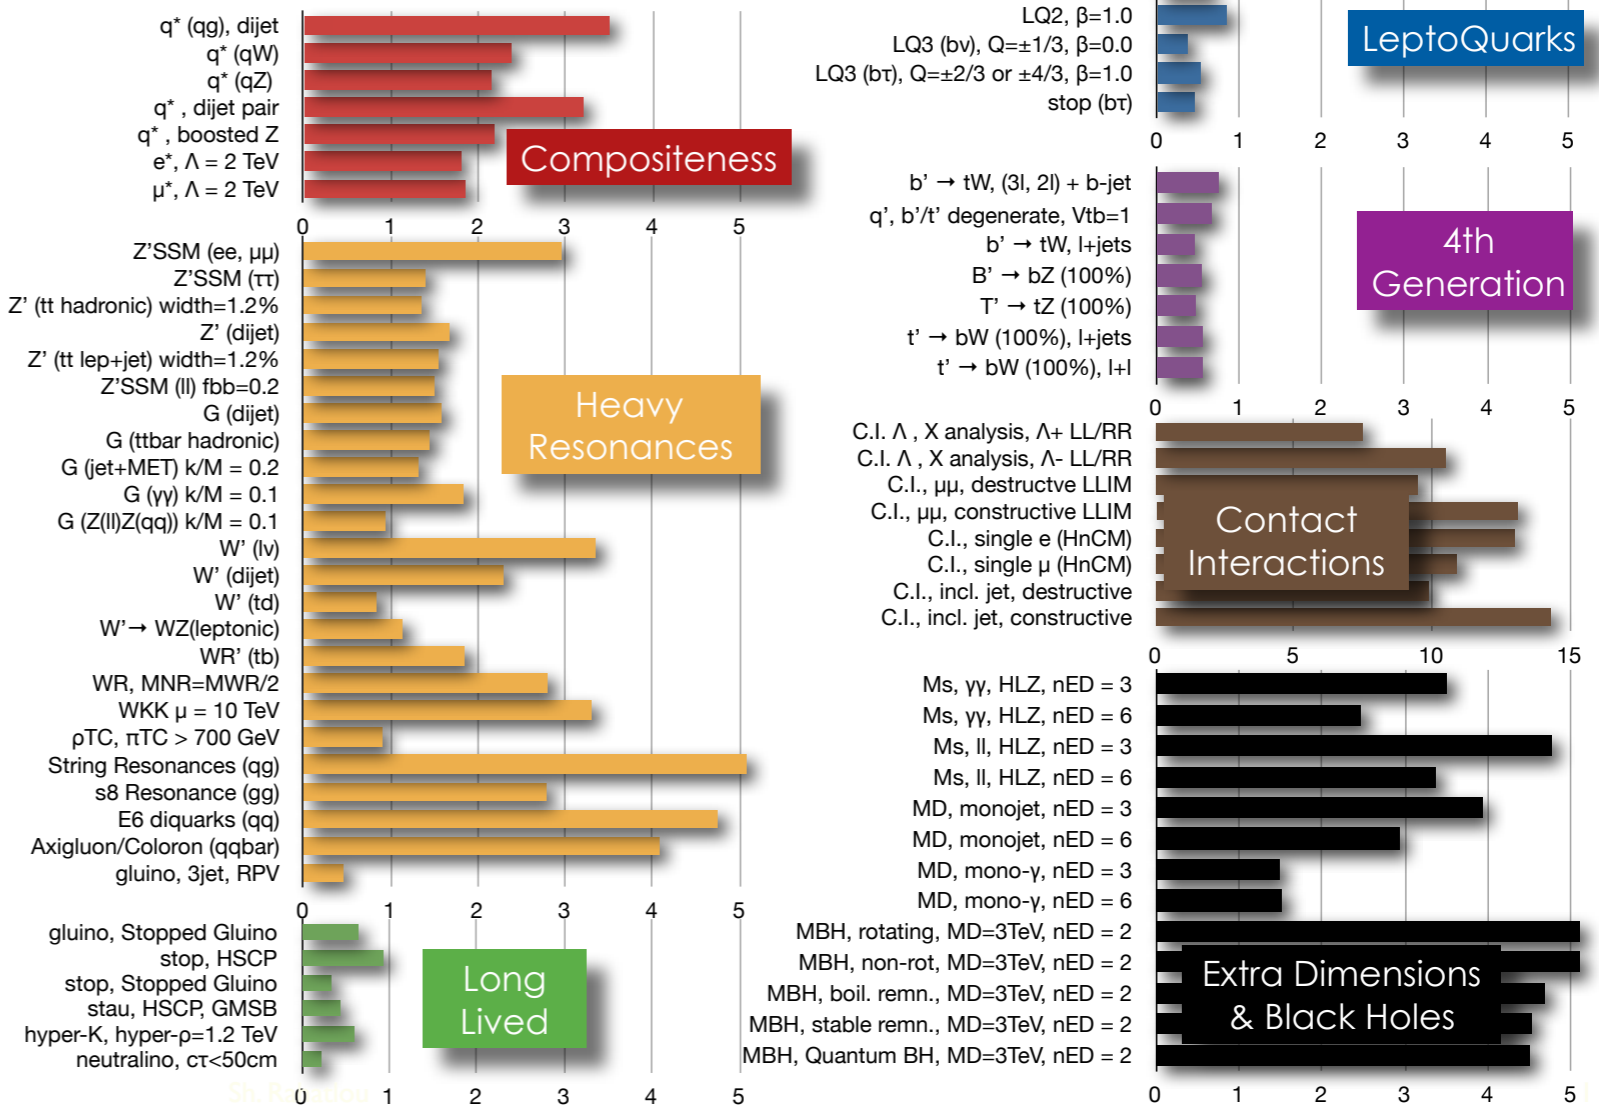 q* (qg), dijet
q* (qW)
q* (qZ)
q* , dijet pair
q* , boosted Z
e*, Λ = 2 TeV
μ*, Λ = 2 TeV
Compositeness
0 1 2 3 4 5
Z'SSM (ee, μμ)
Z'SSM (ττ)
Z' (tt hadronic) width=1.2%
Z' (dijet)
Z' (tt lep+jet) width=1.2%
Z'SSM (ll) fbb=0.2
G (dijet)
G (ttbar hadronic)
G (jet+MET) k/M = 0.2
G (γγ) k/M = 0.1
G (Z(ll)Z(qq)) k/M = 0.1
W' (lν)
W' (dijet)
W' (td)
W'→ WZ(leptonic)
WR' (tb)
WR, MNR=MWR/2
WKK μ = 10 TeV
ρTC, πTC > 700 GeV
String Resonances (qg)
s8 Resonance (gg)
E6 diquarks (qq)
Axigluon/Coloron (qqbar)
gluino, 3jet, RPV
Heavy
Resonances
0 1 2 3 4 5
gluino, Stopped Gluino
stop, HSCP
stop, Stopped Gluino
stau, HSCP, GMSB
hyper-K, hyper-ρ=1.2 TeV
neutralino, cτ<50cm
Long
Lived
0 1 2 3 4 5
LQ2, β=1.0
LQ3 (bν), Q=±1/3, β=0.0
LQ3 (bτ), Q=±2/3 or ±4/3, β=1.0
stop (bτ)
LeptoQuarks
0 1 2 3 4 5
b' → tW, (3l, 2l) + b-jet
q', b'/t' degenerate, Vtb=1
b' → tW, l+jets
B' → bZ (100%)
T' → tZ (100%)
t' → bW (100%), l+jets
t' → bW (100%), l+l
4th
Generation
0 1 2 3 4 5
C.I. Λ , X analysis, Λ+ LL/RR
C.I. Λ , X analysis, Λ- LL/RR
C.I., μμ, destructve LLIM
C.I., μμ, constructive LLIM
C.I., single e (HnCM)
C.I., single μ (HnCM)
C.I., incl. jet, destructive
C.I., incl. jet, constructive
Contact
Interactions
0 5 10 15
Ms, γγ, HLZ, nED = 3
Ms, γγ, HLZ, nED = 6
Ms, ll, HLZ, nED = 3
Ms, ll, HLZ, nED = 6
MD, monojet, nED = 3
MD, monojet, nED = 6
MD, mono-γ, nED = 3
MD, mono-γ, nED = 6
MBH, rotating, MD=3TeV, nED = 2
MBH, non-rot, MD=3TeV, nED = 2
MBH, boil. remn., MD=3TeV, nED = 2
MBH, stable remn., MD=3TeV, nED = 2
MBH, Quantum BH, MD=3TeV, nED = 2
Extra Dimensions
& Black Holes
0 1 2 3 4 5
Sh.